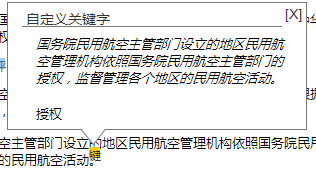 自定义关键字 [X]
国务院民用航空主管部门设立的地区民用航
空管理机构依照国务院民用航空主管部门的
授权，监督管理各个地区的民用航空活动。
授权
空主管部门设立的地区民用航空管理机构依照国务院民用
的民用航空活动。